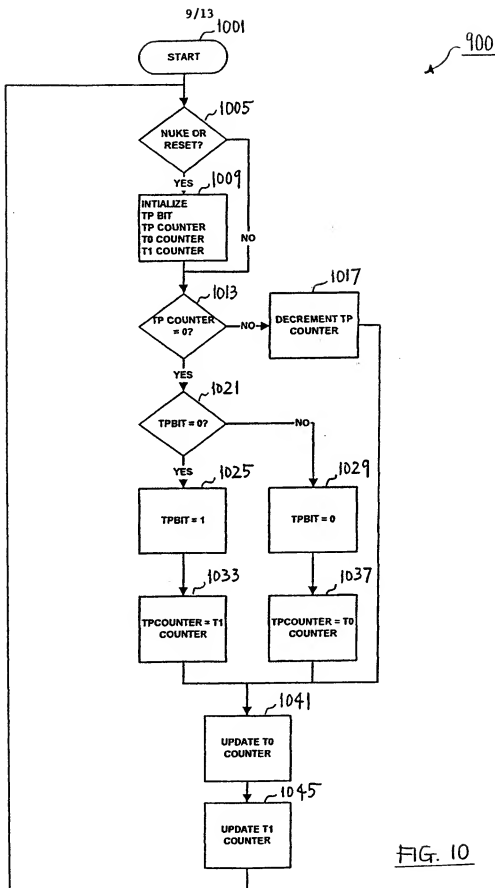 9/13
1001
START
900
1005
NUKE OR
RESET?
YES
1009
INTIALIZE
TP BIT
TP COUNTER
T0 COUNTER
T1 COUNTER
NO
1013
TP COUNTER
= 0?
NO
1017
DECREMENT TP
COUNTER
YES
1021
TPBIT = 0?
NO
YES
1025
TPBIT = 1
1029
TPBIT = 0
1033
TPCOUNTER = T1
COUNTER
1037
TPCOUNTER = T0
COUNTER
1041
UPDATE T0
COUNTER
1045
UPDATE T1
COUNTER
FIG. 10